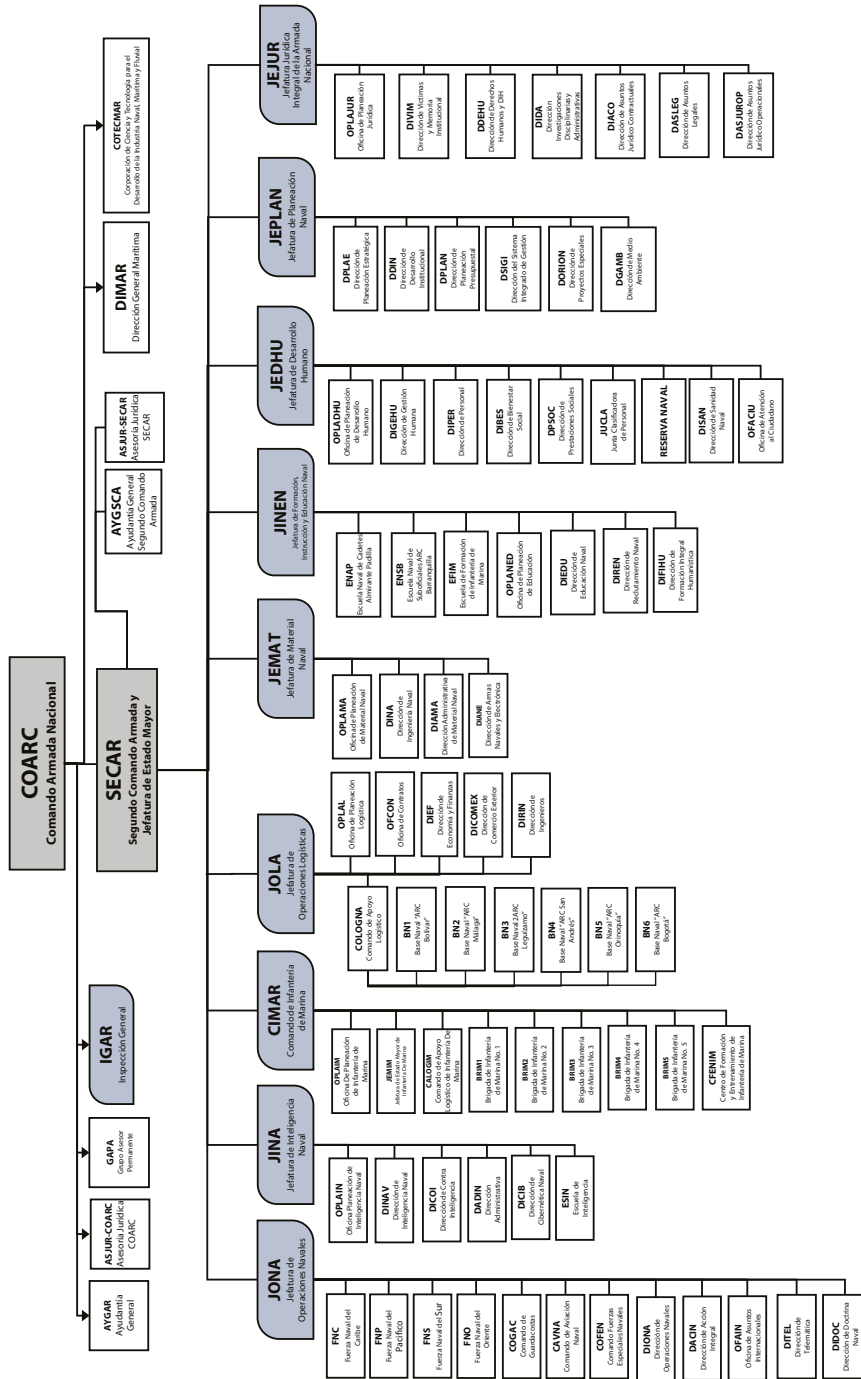 COARC
Comando Armada Nacional
SECAR
Segundo Comando Armada y
Jefatura de Estado Mayor
AYGAR
Ayudantía
General
ASJUR-COARC
Asesoría Jurídica
COARC
GAPA
Grupo Asesor
Permanente
IGAR
Inspección General
AYGSCA
Ayudantía General
Segundo Comando
Armada
ASJUR-SECAR
Asesoría Jurídica
SECAR
DIMAR
Dirección General Marítima
COTECMAR
Corporación de Ciencia y Tecnología para el
Desarrollo de la Industria Naval, Marítima y Fluvial
JONA
Jefatura de
Operaciones Navales
FNC
Fuerza Naval del
Caribe
FNP
Fuerza Naval del
Pacífico
FNS
Fuerza Naval del Sur
FNO
Fuerza Naval del
Oriente
COGAC
Comando de
Guardacostas
CAVNA
Comando de Aviación
Naval
COFEN
Comando Fuerzas
Especiales Navales
DIONA
Dirección de
Operaciones Navales
DACIN
Dirección de Acción
Integral
OFAIN
Oficina de Asuntos
Internacionales
DITEL
Dirección de
Telemática
DIDOC
Dirección de Doctrina
Naval
JINA
Jefatura de Inteligencia
Naval
OPLAIN
Oficina Planeación de
Inteligencia Naval
DINAV
Dirección de
Inteligencia Naval
DICOI
Dirección de Contra
Inteligencia
DADIN
Dirección
Administrativa
DICIB
Dirección de
Cibernética Naval
ESIN
Escuela de
Inteligencia
CIMAR
Comando de Infantería
de Marina
OPLAIM
Oficina De Planeación
de Infantería de
Marina
JEMIM
Jefatura de Estado Mayor de
Infantería De Marina
CALOGIM
Comando de Apoyo
Logístico de Infantería De
Marina
BRIM1
Brigada de Infantería
de Marina No. 1
BRIM2
Brigada de Infantería
de Marina No. 2
BRIM3
Brigada de Infantería
de Marina No. 3
BRIM4
Brigada de Infantería
de Marina No. 4
BRIM5
Brigada de Infantería
de Marina No. 5
CFENIM
Centro de Formación
y Entrenamiento de
Infantería de Marina
JOLA
Jefatura de
Operaciones Logísticas
COLOGNA
Comando de Apoyo
Logístico
BN1
Base Naval "ARC
Bolívar"
BN2
Base Naval "ARC
Málaga"
BN3
Base Naval 2ARC
Leguízamo"
BN4
Base Naval "ARC San
Andrés"
BN5
Base Naval "ARC
Orinoquía"
BN6
Base Naval "ARC
Bogotá"
OPLAL
Oficina de Planeación
Logística
OFCON
Oficina de Contratos
DIEF
Dirección de
Economía y Finanzas
DICOMEX
Dirección de
Comercio Exterior
DIRIN
Dirección de
Ingenieros
JEMAT
Jefatura de Material
Naval
OPLAMA
Oficina de Planeación
de Material Naval
DINA
Dirección de
Ingeniería Naval
DIAMA
Dirección Administrativa
de Material Naval
DIANE
Dirección de Armas
Navales y Electrónica
JINEN
Jefatura de Formación,
Instrucción y Educación Naval
ENAP
Escuela Naval de Cadetes
Almirante Padilla
ENSB
Escuela Naval de
Suboficiales ARC
Barranquilla
EFIM
Escuela de Formación
de Infantería de
Marina
OPLANED
Oficina de Planeación
de Educación
DIEDU
Dirección de
Educación Naval
DIREN
Dirección de
Reclutamiento Naval
DIFIHU
Dirección de
Formación Integral
Humanística
JEDHU
Jefatura de Desarrollo
Humano
OPLADHU
Oficina de Planeación
de Desarrollo
Humano
DIGEHU
Dirección de Gestión
Humana
DIPER
Dirección de Personal
DIBES
Dirección de Bienestar
Social
DPSOC
Dirección de
Prestaciones Sociales
JUCLA
Junta Clasificadora
de Personal
RESERVA NAVAL
DISAN
Dirección de Sanidad
Naval
OFACIU
Oficina de Atención
al Ciudadano
JEPLAN
Jefatura de Planeación
Naval
DPLAE
Dirección de
Planeación Estratégica
DDIN
Dirección de
Desarrollo
Institucional
DPLAN
Dirección de
Planeación
Presupuestal
DSIGI
Dirección del Sistema
Integrado de Gestión
DORION
Dirección de
Proyectos Especiales
DGAMB
Dirección de Medio
Ambiente
JEJUR
Jefatura Jurídica
Integral de la Armada
Nacional
OPLAJUR
Oficina de Planeación
Jurídica
DIVIM
Dirección de Víctimas
y Memoria
Institucional
DDEHU
Dirección de Derechos
Humanos y DIH
DIDA
Dirección
Investigaciones
Disciplinarias y
Administrativas
DIACO
Dirección de Asuntos
Jurídico Contractuales
DASLEG
Dirección de Asuntos
Legales
DASJUROP
Dirección de Asuntos
Jurídico Operacionales